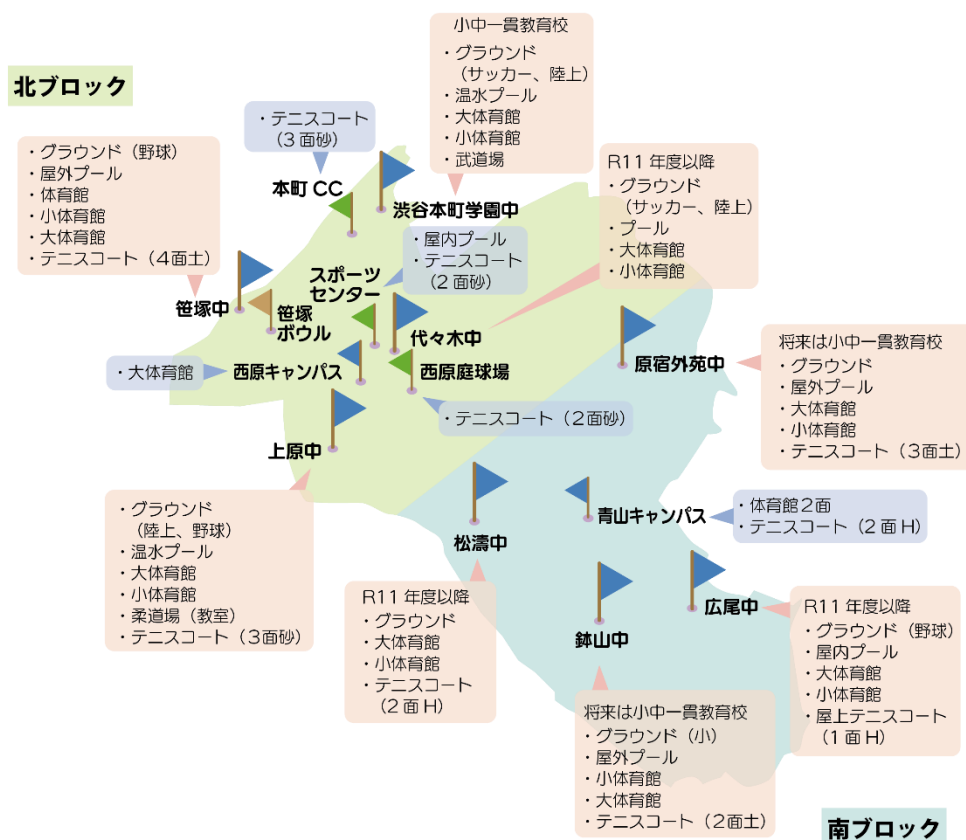 小中一貫教育校
・グラウンド
（サッカー、陸上）
・温水プール
・大体育館
・小体育館
・武道場
北ブロック
・テニスコート
（3面砂）
本町CC
渋谷本町学園中
・グラウンド（野球）
・屋外プール
・体育館
・小体育館
・大体育館
・テニスコート（4面土）
笹塚中
笹塚
ボウル
R11年度以降
・グラウンド
（サッカー、陸上）
・プール
・大体育館
・小体育館
・屋内プール
・テニスコート
（2面砂）
スポーツ
センター
代々木中
原宿外苑中
・大体育館
西原キャンパス
西原庭球場
・テニスコート（2面砂）
将来は小中一貫教育校
・グラウンド
・屋外プール
・大体育館
・小体育館
・テニスコート（3面土）
上原中
・グラウンド
（陸上、野球）
・温水プール
・大体育館
・小体育館
・柔道場（教室）
・テニスコート（3面砂）
松濤中
青山キャンパス
・体育館2面
・テニスコート（2面H）
R11年度以降
・グラウンド
・大体育館
・小体育館
・テニスコート
（2面H）
鉢山中
広尾中
R11年度以降
・グラウンド（野球）
・屋内プール
・大体育館
・小体育館
・屋上テニスコート
（1面H）
将来は小中一貫教育校
・グラウンド（小）
・屋外プール
・小体育館
・大体育館
・テニスコート（2面土）
南ブロック